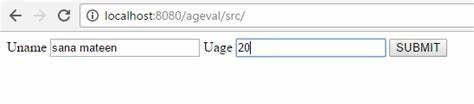 localhost:8080/ageval/src/
Uname sana mateen Uage 20 SUBMIT